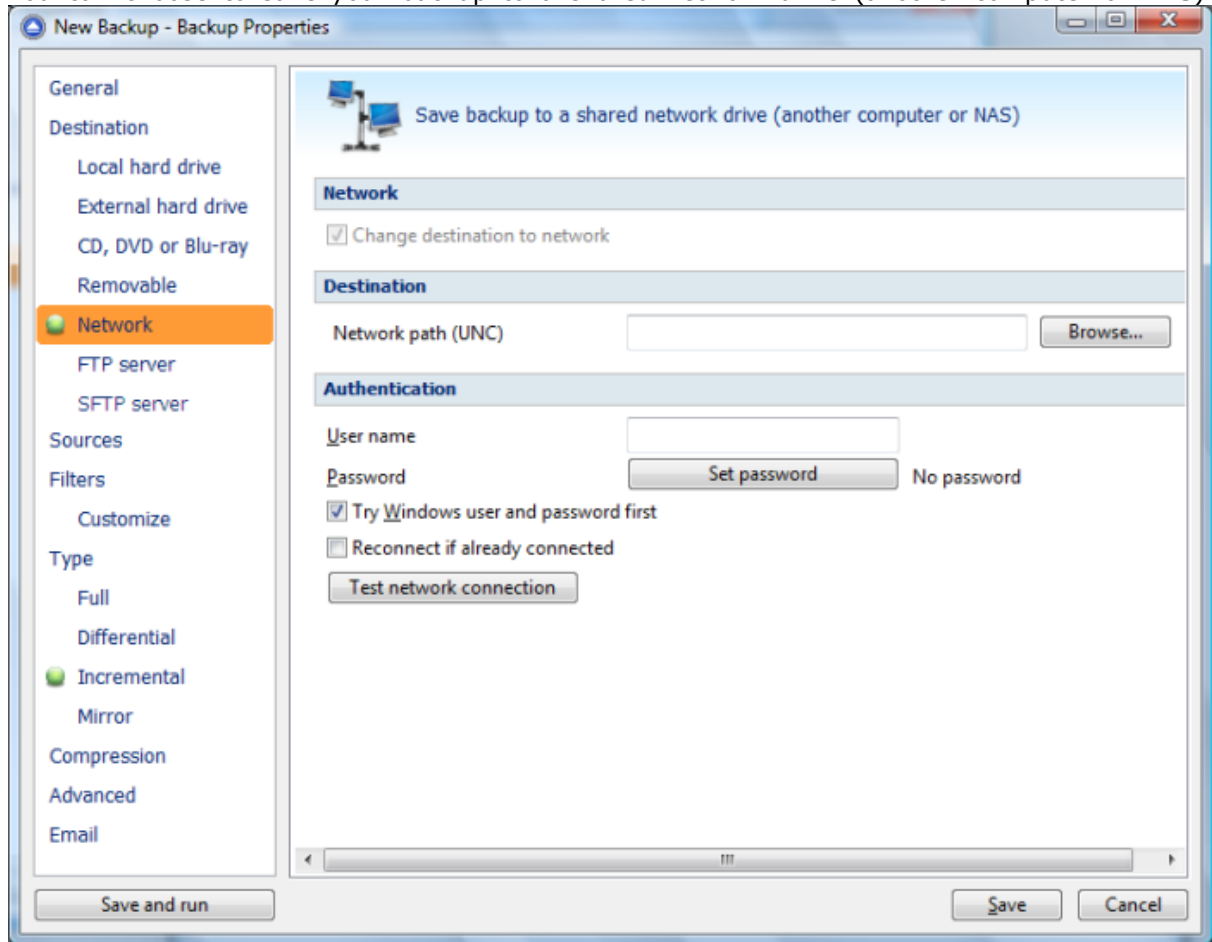 New Backup - Backup Properties
General
Destination
Local hard drive
External hard drive
CD, DVD or Blu-ray
Removable
Network
FTP server
SFTP server
Sources
Filters
Customize
Type
Full
Differential
Incremental
Mirror
Compression
Advanced
Email
Save backup to a shared network drive (another computer or NAS)
Network
Change destination to network
Destination
Network path (UNC)
Browse...
Authentication
User name
Password
Set password
No password
Try Windows user and password first
Reconnect if already connected
Test network connection
Save and run
Save
Cancel